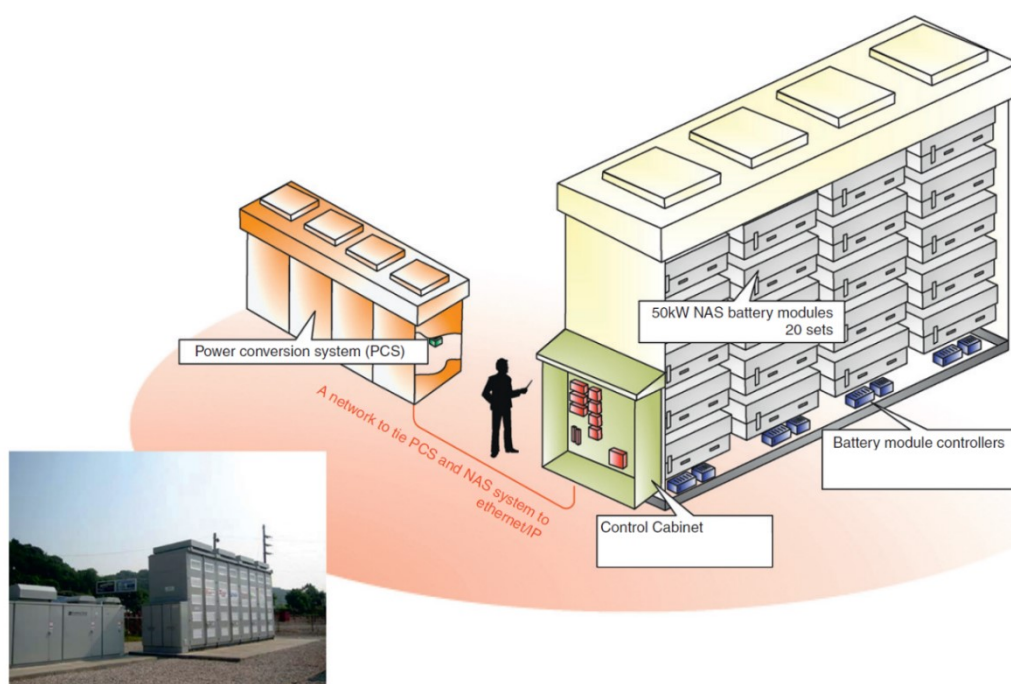 50kW NAS battery modules
20 sets
Power conversion system (PCS)
A network to tie PCS and NAS system to
ethernet/IP
Battery module controllers
Control Cabinet